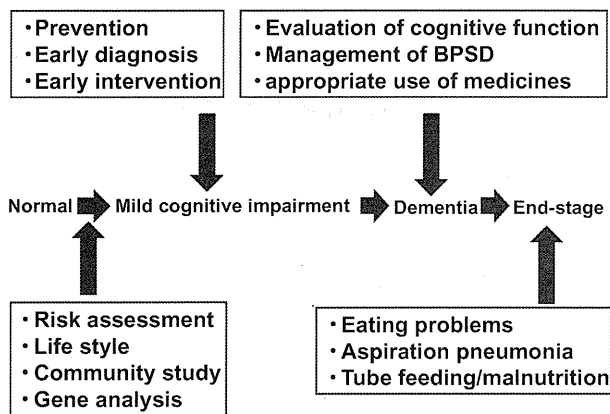 • Prevention
• Early diagnosis
• Early intervention
• Evaluation of cognitive function
• Management of BPSD
• appropriate use of medicines
Normal Mild cognitive impairment Dementia End-stage
• Risk assessment
• Life style
• Community study
• Gene analysis
• Eating problems
• Aspiration pneumonia
• Tube feeding/malnutrition